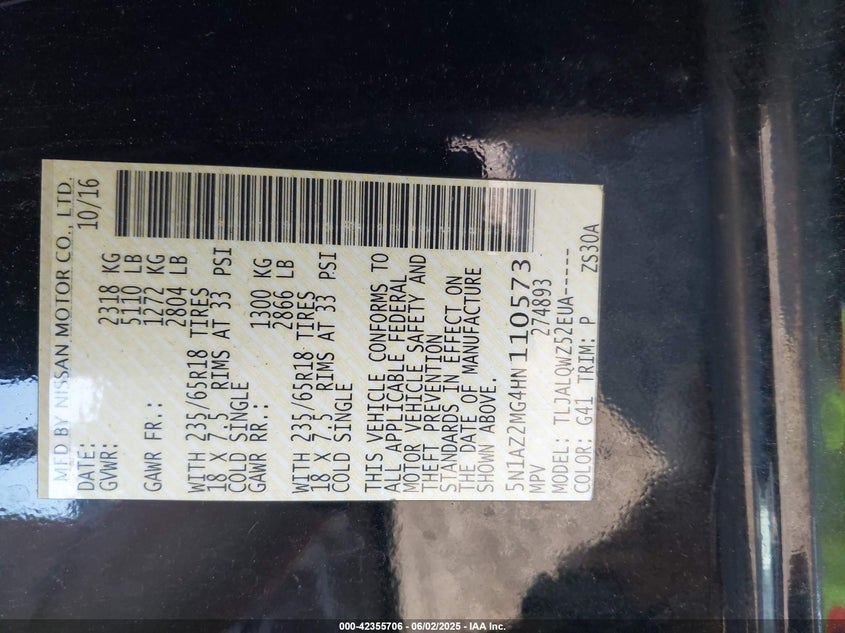 MFD BY NISSAN MOTOR CO., LTD.
DATE: 10/16
GVWR: 2318 KG
5110 LB
GAWR FR.: 1272 KG
2804 LB
WITH 235/65R18 TIRES
18 X 7.5 RIMS AT 33 PSI
COLD SINGLE
GAWR RR.: 1300 KG
2866 LB
WITH 235/65R18 TIRES
18 X 7.5 RIMS AT 33 PSI
COLD SINGLE
THIS VEHICLE CONFORMS TO
ALL APPLICABLE FEDERAL
MOTOR VEHICLE SAFETY AND
THEFT PREVENTION
STANDARDS IN EFFECT ON
THE DATE OF MANUFACTURE
SHOWN ABOVE.
5N1AZ2MG4HN110573
MPV 274893
MODEL: TLJALQWZ52EUA-----
COLOR: G41 TRIM: P ZS30A
000-42355706 - 06/02/2025 - IAA Inc.